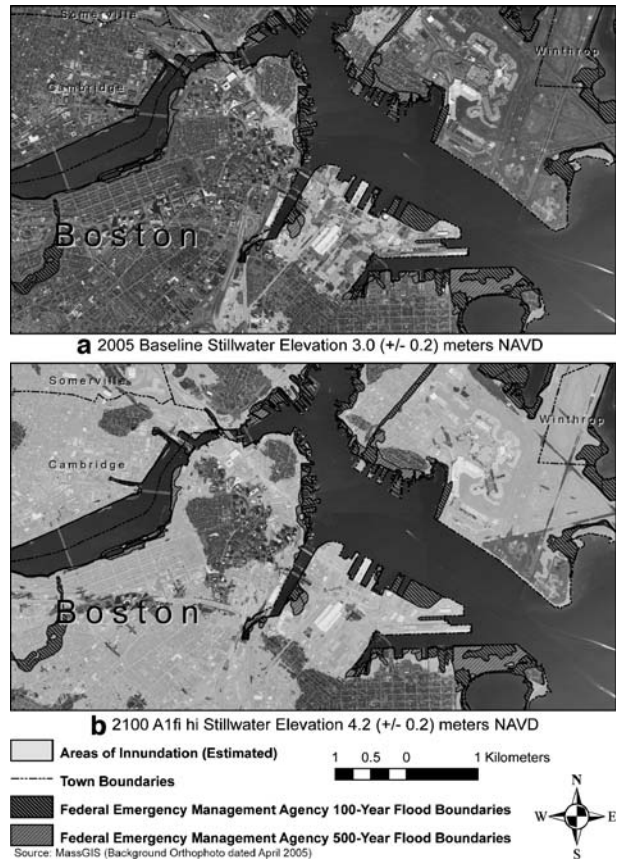 Somerville
Winthrop
Cambridge
Boston
a 2005 Baseline Stillwater Elevation 3.0 (+/- 0.2) meters NAVD
Somerville
Winthrop
Cambridge
Boston
b 2100 A1fi hi Stillwater Elevation 4.2 (+/- 0.2) meters NAVD
Areas of Innundation (Estimated)
1 0.5 0 1 Kilometers
Town Boundaries
Federal Emergency Management Agency 100-Year Flood Boundaries
Federal Emergency Management Agency 500-Year Flood Boundaries
N
W E
S
Source: MassGIS (Background Orthophoto dated April 2005)